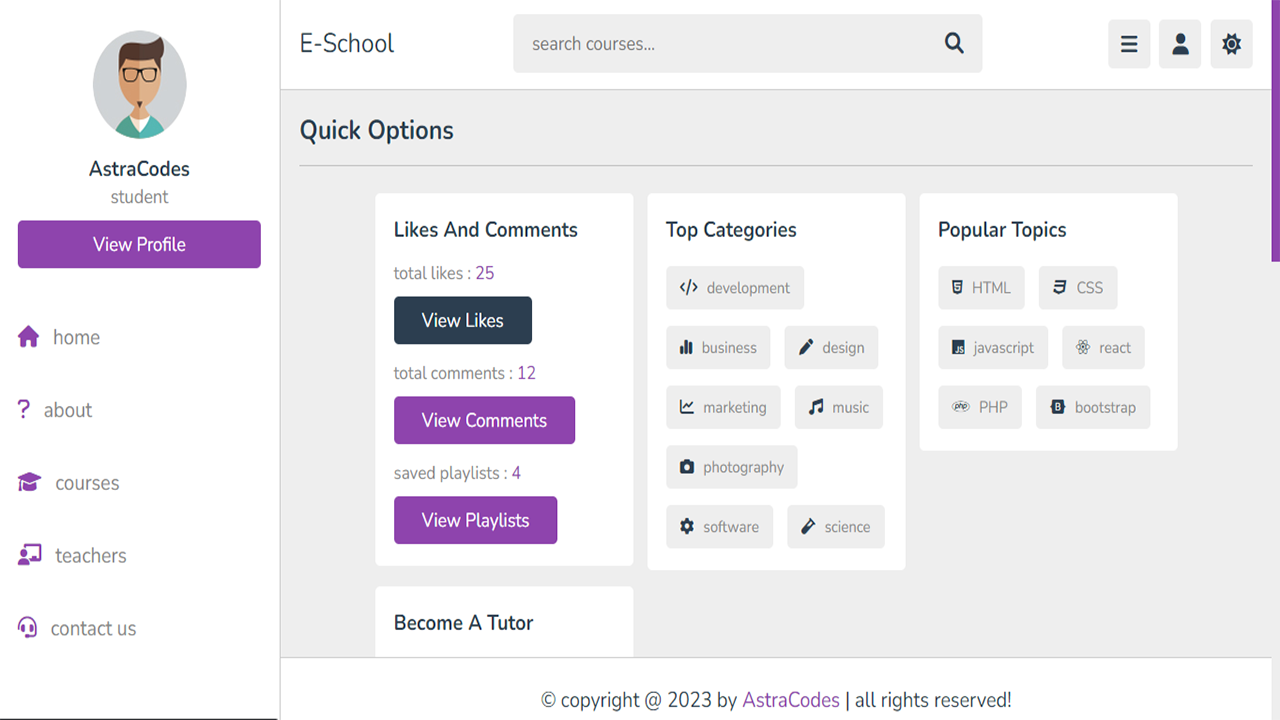 AstraCodes
student
View Profile
home
about
courses
teachers
contact us
E-School
search courses...
Quick Options
Likes And Comments
total likes : 25
View Likes
total comments : 12
View Comments
saved playlists : 4
View Playlists
Top Categories
development
business design
marketing music
photography
software science
Popular Topics
HTML CSS
javascript react
PHP bootstrap
Become A Tutor
© copyright @ 2023 by AstraCodes | all rights reserved!